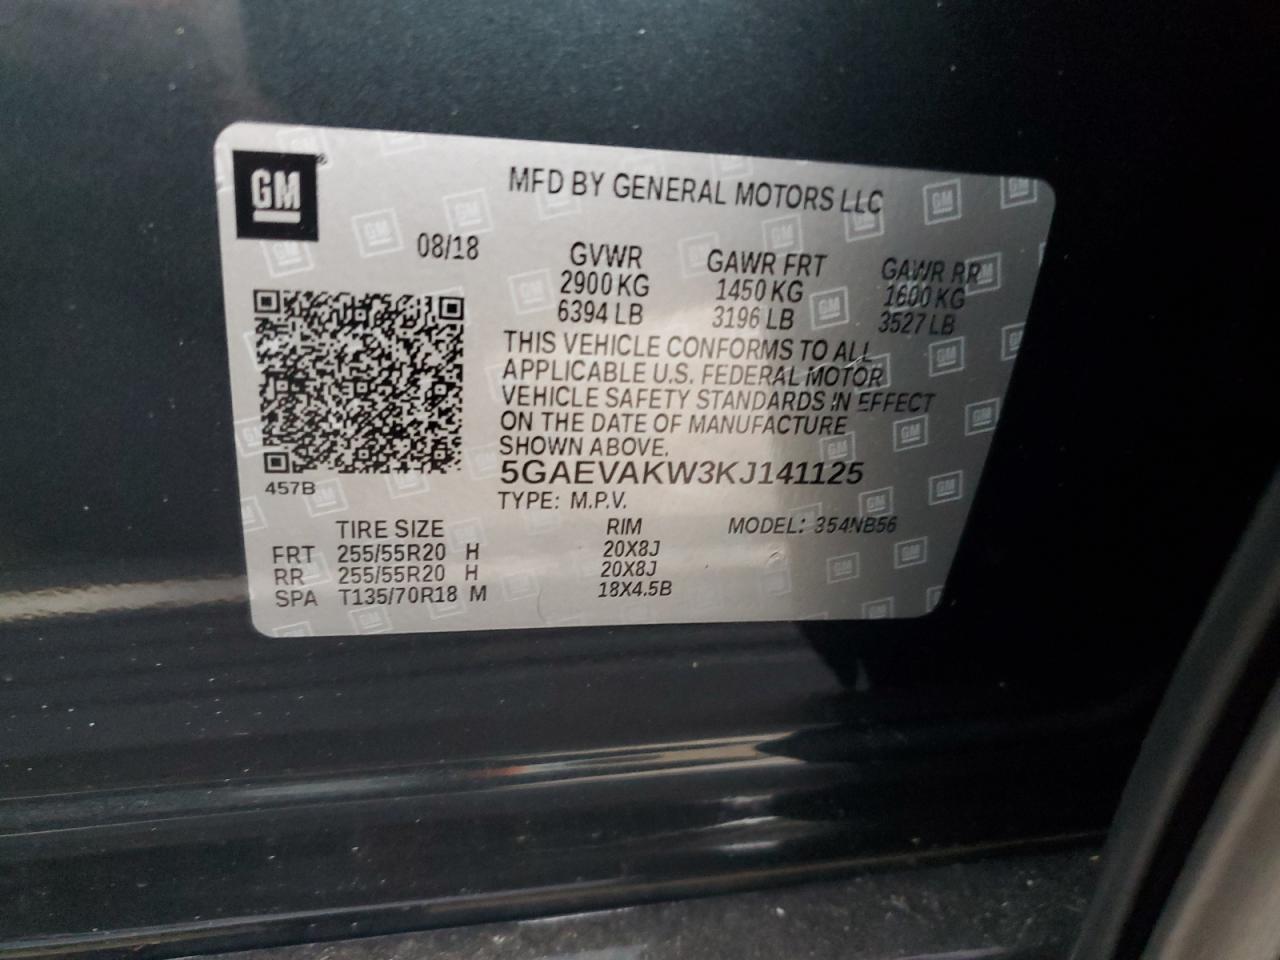 GM
MFD BY GENERAL MOTORS LLC
08/18
GVWR GAWR FRT GAWR RR
2900 KG 1450 KG 1600 KG
6394 LB 3196 LB 3527 LB
THIS VEHICLE CONFORMS TO ALL
APPLICABLE U.S. FEDERAL MOTOR
VEHICLE SAFETY STANDARDS IN EFFECT
ON THE DATE OF MANUFACTURE
SHOWN ABOVE.
5GAEVAKW3KJ141125
457B
TYPE: M.P.V.
TIRE SIZE RIM MODEL: 354NB56
FRT 255/55R20 H 20X8J
RR 255/55R20 H 20X8J
SPA T135/70R18 M 18X4.5B